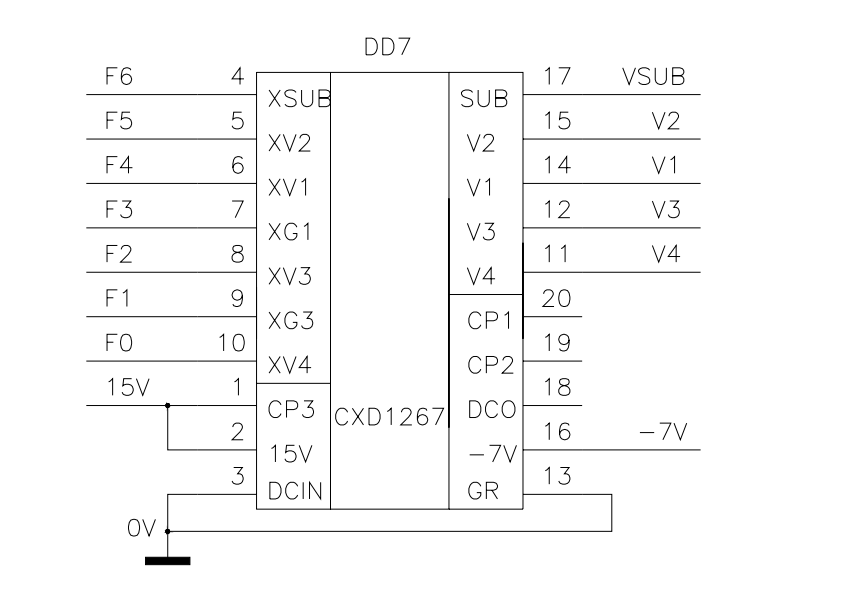 DD7
F6 4 XSUB SUB 17 VSUB
F5 5 XV2 V2 15 V2
F4 6 XV1 V1 14 V1
F3 7 XG1 V3 12 V3
F2 8 XV3 V4 11 V4
F1 9 XG3 CP1 20
F0 10 XV4 CP2 19
15V 1 CP3 CXD1267 DCO 18
2 15V -7V 16 -7V
3 DCIN GR 13
0V